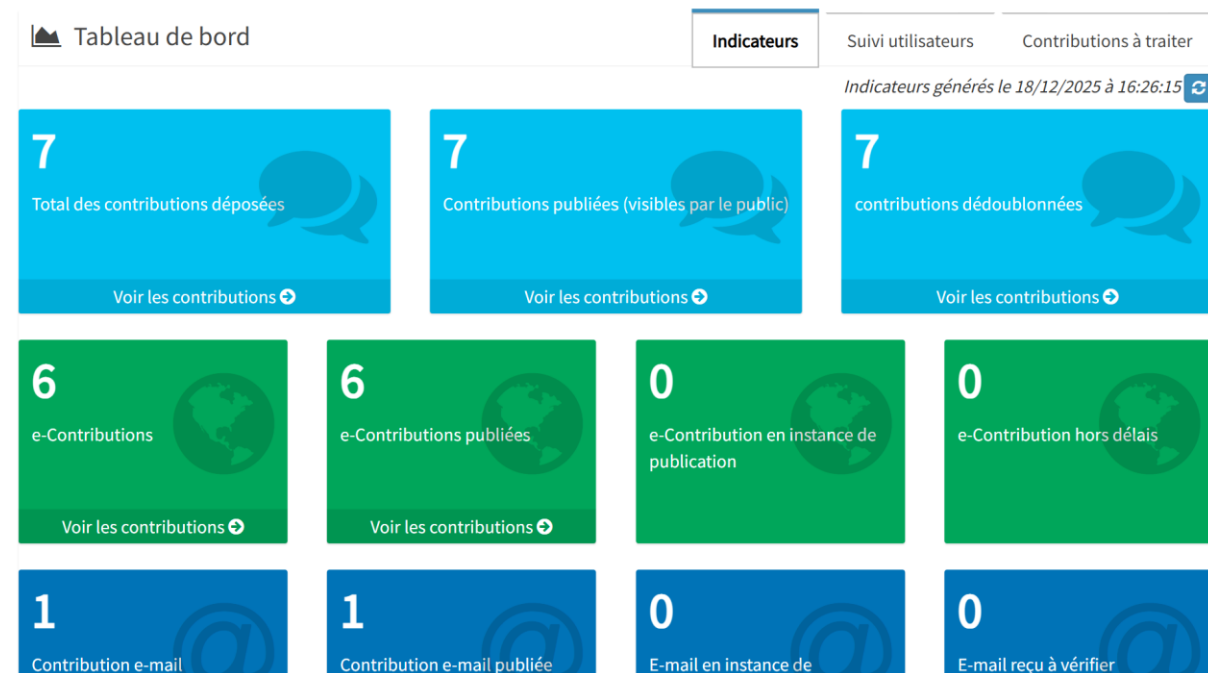 Tableau de bord
Indicateurs
Suivi utilisateurs
Contributions à traiter
Indicateurs générés le 18/12/2025 à 16:26:15
7
Total des contributions déposées
Voir les contributions
7
Contributions publiées (visibles par le public)
Voir les contributions
7
contributions dédoublonnées
Voir les contributions
6
e-Contributions
Voir les contributions
6
e-Contributions publiées
Voir les contributions
0
e-Contribution en instance de
publication
0
e-Contribution hors délais
1
Contribution e-mail
1
Contribution e-mail publiée
0
E-mail en instance de
0
E-mail reçu à vérifier